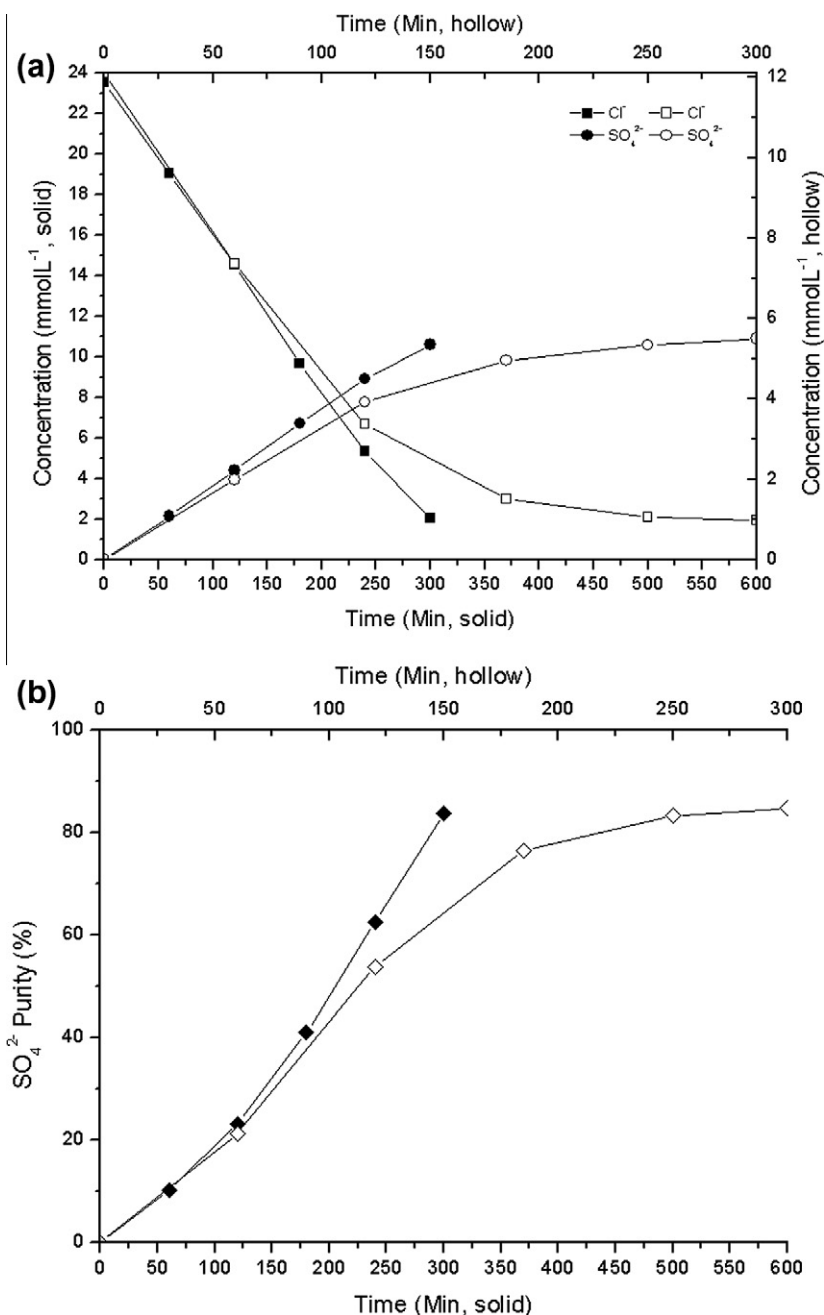 (a)
Time (Min, hollow)
0 50 100 150 200 250 300
24 12
22
20 10
18
16 8
14
12 6
10
8 4
6
4 2
2
0 0
Cl⁻ Cl⁻
SO₄²⁻ SO₄²⁻
Concentration (mmolL⁻¹, solid)
Concentration (mmolL⁻¹, hollow)
0 50 100 150 200 250 300 350 400 450 500 550 600
Time (Min, solid)
(b)
Time (Min, hollow)
0 50 100 150 200 250 300
100
80
60
40
20
0
SO₄²⁻ Purity (%)
0 50 100 150 200 250 300 350 400 450 500 550 600
Time (Min, solid)